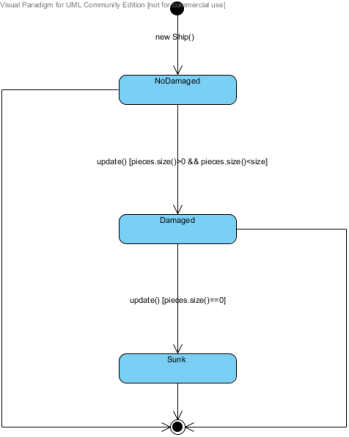 Visual Paradigm for UML Community Edition [not for commercial use]
new Ship()
NoDamaged
update() [pieces.size()>0 && pieces.size()<size]
Damaged
update() [pieces.size()==0]
Sunk